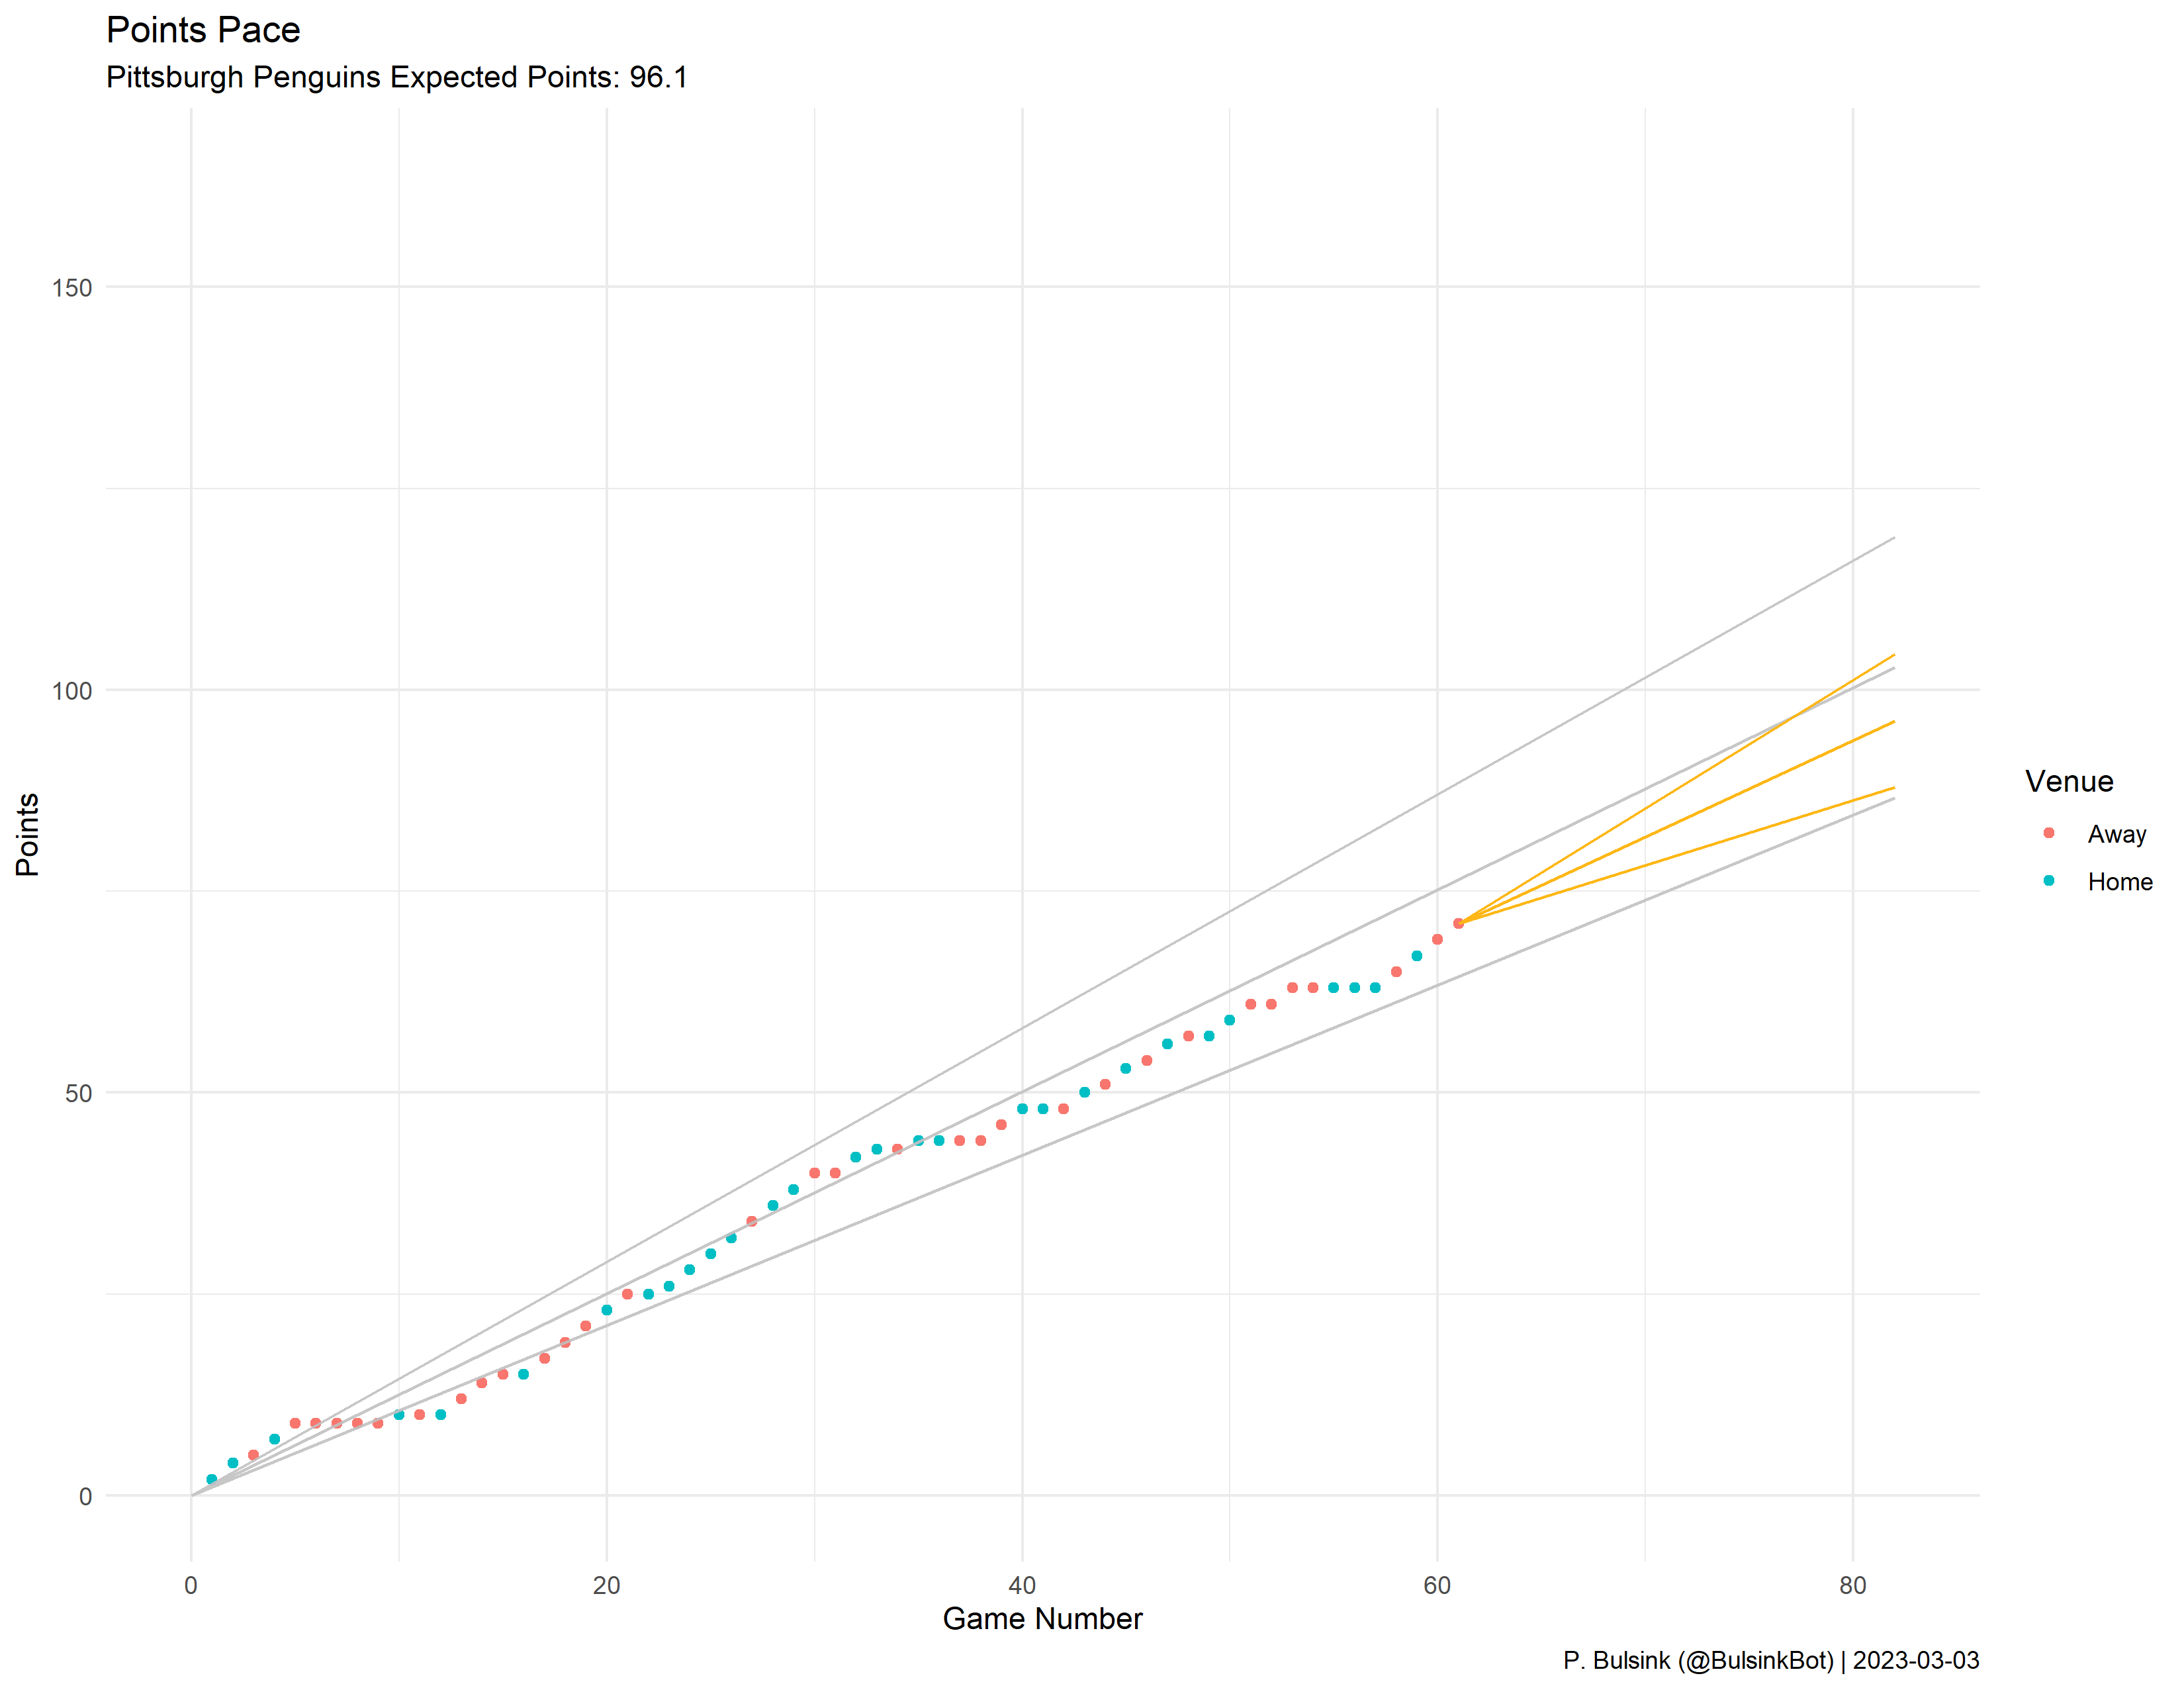 Points Pace
Pittsburgh Penguins Expected Points: 96.1
150
100
50
0
Points
0 20 40 60 80
Game Number
Venue
Away
Home
P. Bulsink (@BulsinkBot) | 2023-03-03